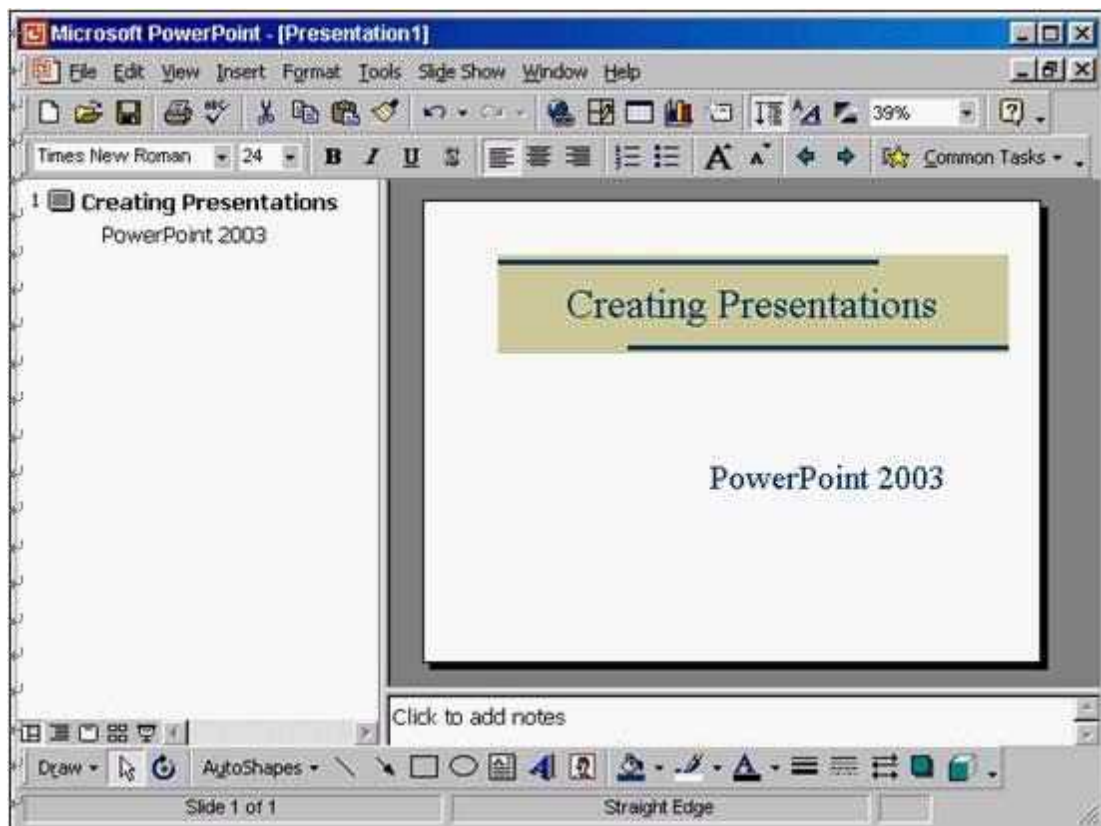 Microsoft PowerPoint - [Presentation1]
File Edit View Insert Format Tools Slide Show Window Help
39%
Times New Roman 24 B I U S A A Common Tasks
1 Creating Presentations
PowerPoint 2003
Creating Presentations
PowerPoint 2003
Click to add notes
Draw AutoShapes
Slide 1 of 1 Straight Edge